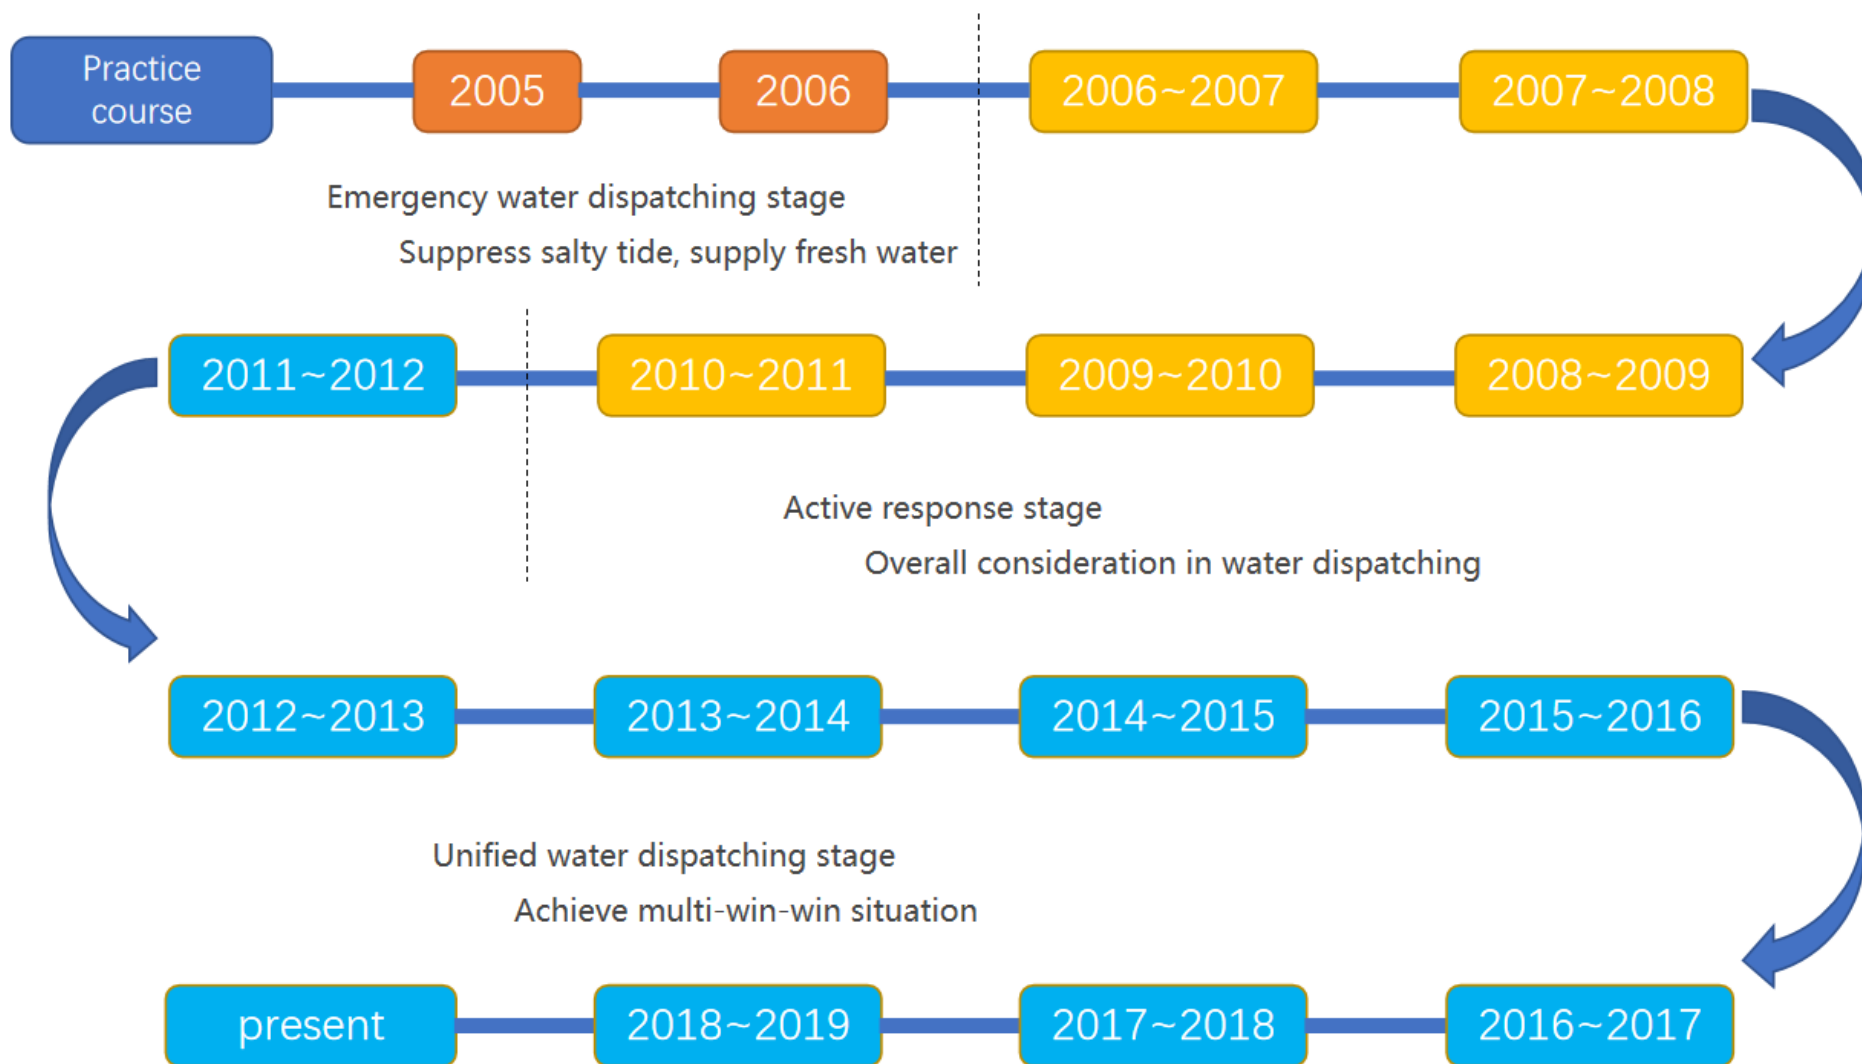 Practice
course
2005
2006
2006~2007
2007~2008
Emergency water dispatching stage
Suppress salty tide, supply fresh water
2011~2012
2010~2011
2009~2010
2008~2009
Active response stage
Overall consideration in water dispatching
2012~2013
2013~2014
2014~2015
2015~2016
Unified water dispatching stage
Achieve multi-win-win situation
present
2018~2019
2017~2018
2016~2017